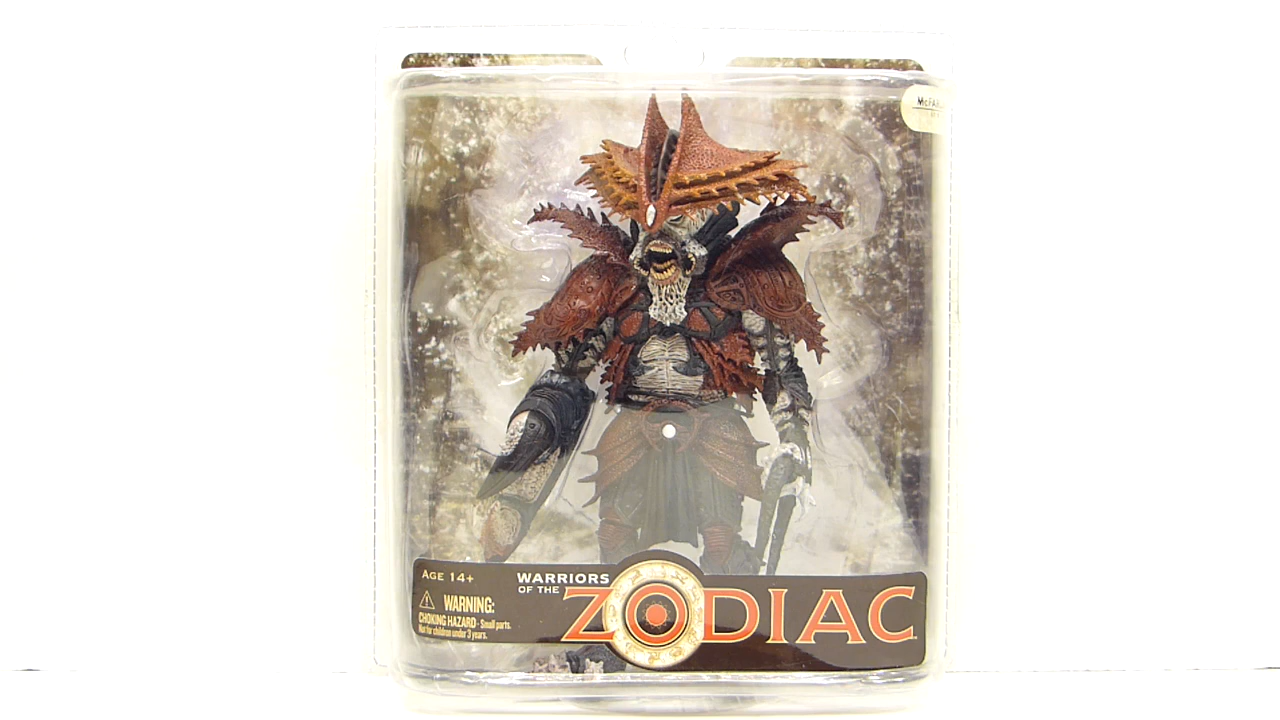 AGE 14+
WARRIORS
OF THE
ZODIAC
WARNING:
CHOKING HAZARD - Small parts.
Not for children under 3 years.